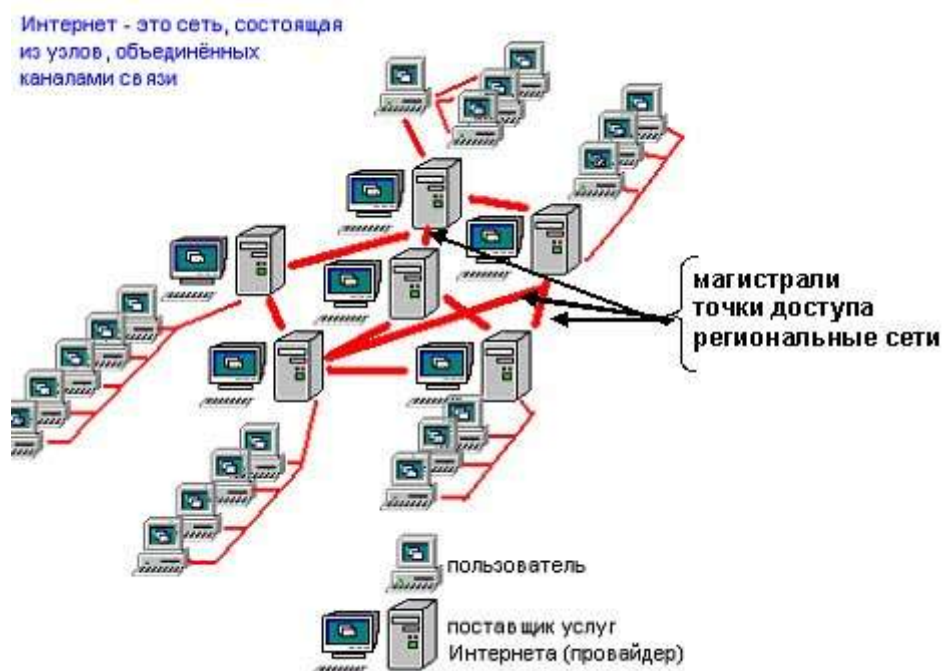 Интернет - это сеть, состоящая
из узлов, объединённых
каналами связи
магистрали
точки доступа
региональные сети
пользователь
поставщик услуг
Интернета (провайдер)